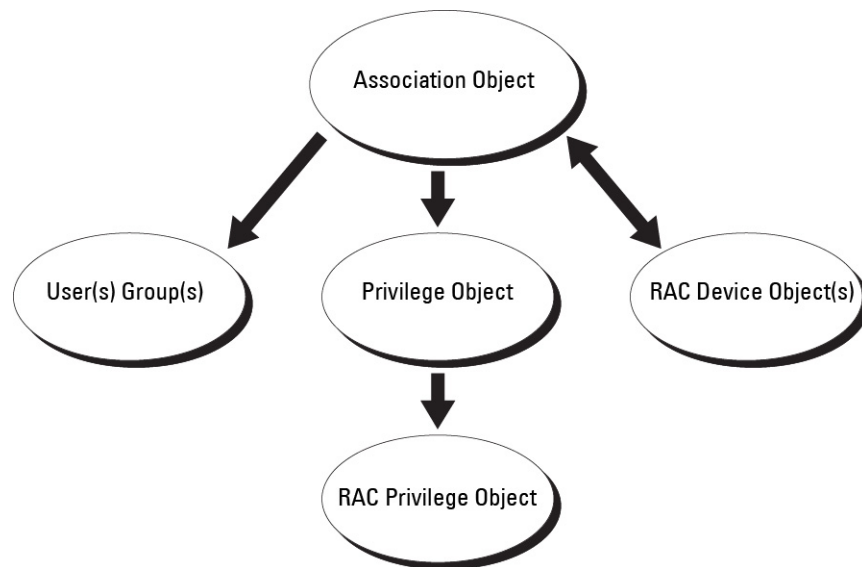 Association Object
User(s) Group(s)
Privilege Object
RAC Device Object(s)
RAC Privilege Object